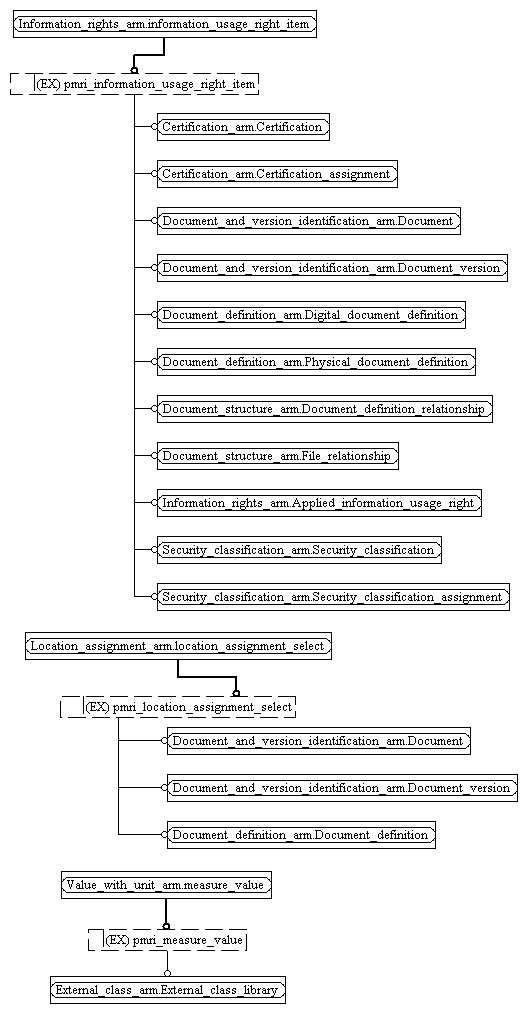 Information_rights_arm.information_usage_right_item
(EX) pmri_information_usage_right_item
Certification_arm.Certification
Certification_arm.Certification_assignment
Document_and_version_identification_arm.Document
Document_and_version_identification_arm.Document_version
Document_definition_arm.Digital_document_definition
Document_definition_arm.Physical_document_definition
Document_structure_arm.Document_definition_relationship
Document_structure_arm.File_relationship
Information_rights_arm.Applied_information_usage_right
Security_classification_arm.Security_classification
Security_classification_arm.Security_classification_assignment
Location_assignment_arm.location_assignment_select
(EX) pmri_location_assignment_select
Document_and_version_identification_arm.Document
Document_and_version_identification_arm.Document_version
Document_definition_arm.Document_definition
Value_with_unit_arm.measure_value
(EX) pmri_measure_value
External_class_arm.External_class_library